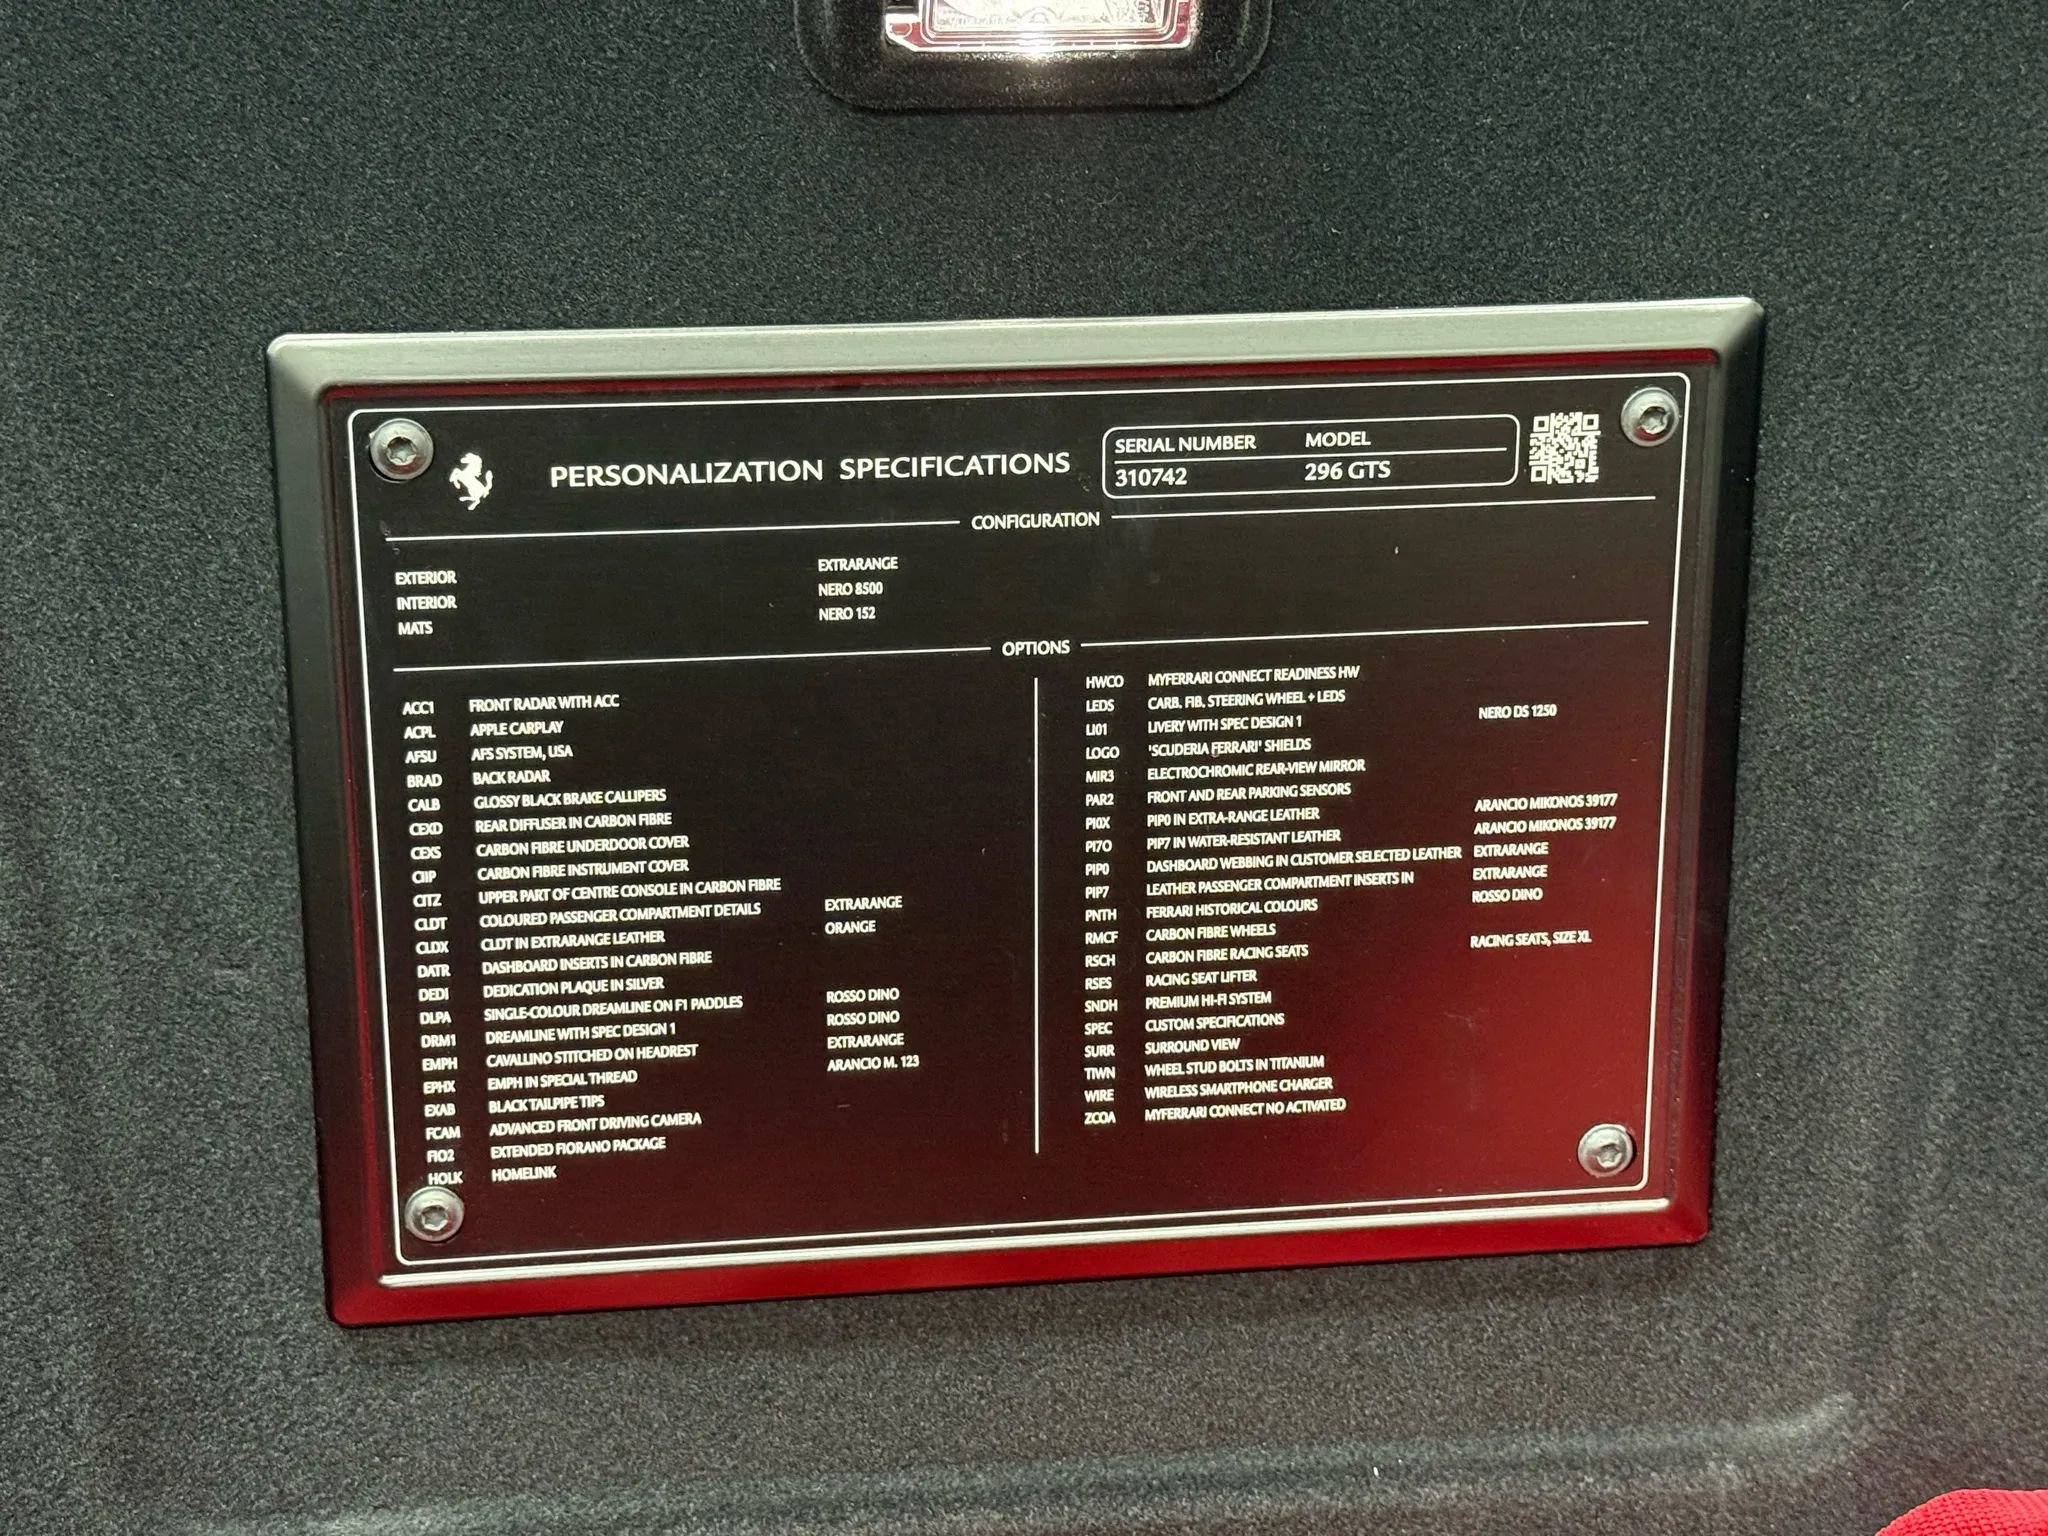 PERSONALIZATION SPECIFICATIONS
SERIAL NUMBER MODEL
310742 296 GTS
CONFIGURATION
EXTERIOR EXTRARANGE
INTERIOR NERO 8500
MATS NERO 152
OPTIONS
ACC1 FRONT RADAR WITH ACC
ACPL APPLE CARPLAY
AFSU AFS SYSTEM, USA
BRAD BACK RADAR
CALB GLOSSY BLACK BRAKE CALLIPERS
CEXD REAR DIFFUSER IN CARBON FIBRE
CEXS CARBON FIBRE UNDERDOOR COVER
CIIP CARBON FIBRE INSTRUMENT COVER
CITZ UPPER PART OF CENTRE CONSOLE IN CARBON FIBRE
CLDT COLOURED PASSENGER COMPARTMENT DETAILS EXTRARANGE
CLDX CLDT IN EXTRARANGE LEATHER ORANGE
DATR DASHBOARD INSERTS IN CARBON FIBRE
DEDI DEDICATION PLAQUE IN SILVER
DLPA SINGLE-COLOUR DREAMLINE ON F1 PADDLES ROSSO DINO
DRM1 DREAMLINE WITH SPEC DESIGN 1 ROSSO DINO
EMPH CAVALLINO STITCHED ON HEADREST EXTRARANGE
EPHX EMPH IN SPECIAL THREAD ARANCIO M. 123
EXAB BLACK TAILPIPE TIPS
FCAM ADVANCED FRONT DRIVING CAMERA
FIO2 EXTENDED FIORANO PACKAGE
HOLK HOMELINK
HWCO MYFERRARI CONNECT READINESS HW
LEDS CARB. FIB. STEERING WHEEL + LEDS
LI01 LIVERY WITH SPEC DESIGN 1 NERO DS 1250
LOGO 'SCUDERIA FERRARI' SHIELDS
MIR3 ELECTROCHROMIC REAR-VIEW MIRROR
PAR2 FRONT AND REAR PARKING SENSORS
PI0X PIP0 IN EXTRA-RANGE LEATHER ARANCIO MIKONOS 39177
PI7O PIP7 IN WATER-RESISTANT LEATHER ARANCIO MIKONOS 39177
PIP0 DASHBOARD WEBBING IN CUSTOMER SELECTED LEATHER EXTRARANGE
PIP7 LEATHER PASSENGER COMPARTMENT INSERTS IN EXTRARANGE
PNTH FERRARI HISTORICAL COLOURS ROSSO DINO
RMCF CARBON FIBRE WHEELS
RSCH CARBON FIBRE RACING SEATS RACING SEATS, SIZE XL
RSES RACING SEAT LIFTER
SNDH PREMIUM HI-FI SYSTEM
SPEC CUSTOM SPECIFICATIONS
SURR SURROUND VIEW
TIWN WHEEL STUD BOLTS IN TITANIUM
WIRE WIRELESS SMARTPHONE CHARGER
ZCOA MYFERRARI CONNECT NO ACTIVATED